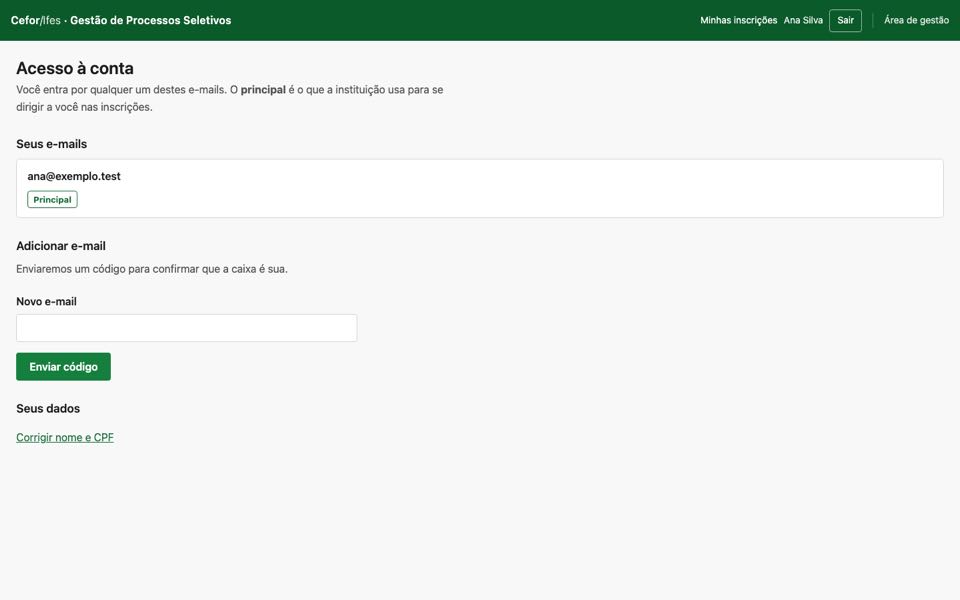 Cefor/Ifes · Gestão de Processos Seletivos
Minhas inscrições Ana Silva Sair Área de gestão
Acesso à conta
Você entra por qualquer um destes e-mails. O principal é o que a instituição usa para se
dirigir a você nas inscrições.
Seus e-mails
ana@exemplo.test
Principal
Adicionar e-mail
Enviaremos um código para confirmar que a caixa é sua.
Novo e-mail
Enviar código
Seus dados
Corrigir nome e CPF